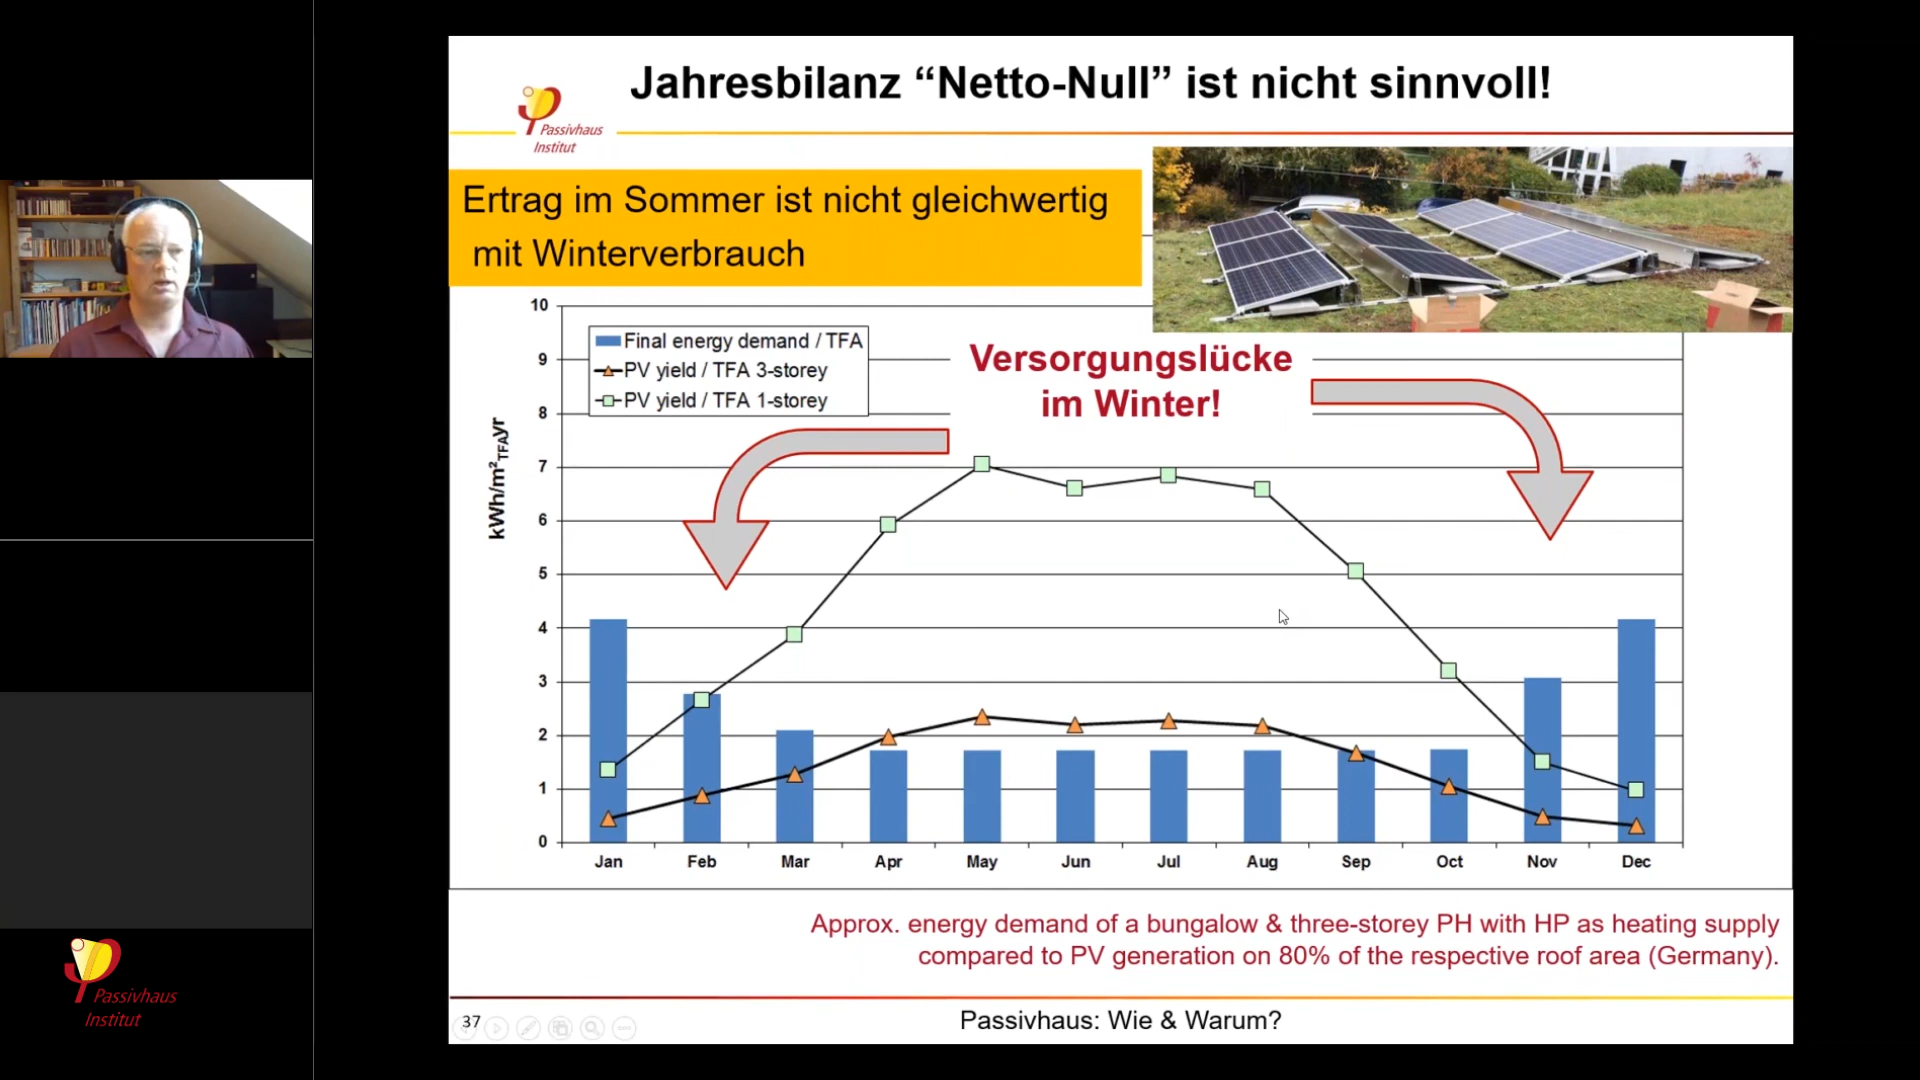 Jahresbilanz “Netto-Null” ist nicht sinnvoll!
Passivhaus
Institut
Ertrag im Sommer ist nicht gleichwertig
mit Winterverbrauch
Final energy demand / TFA
PV yield / TFA 3-storey
PV yield / TFA 1-storey
Versorgungslücke
im Winter!
kWh/m²TFAyr
10
9
8
7
6
5
4
3
2
1
0
Jan Feb Mar Apr May Jun Jul Aug Sep Oct Nov Dec
Approx. energy demand of a bungalow & three-storey PH with HP as heating supply
compared to PV generation on 80% of the respective roof area (Germany).
37
Passivhaus: Wie & Warum?
Passivhaus
Institut